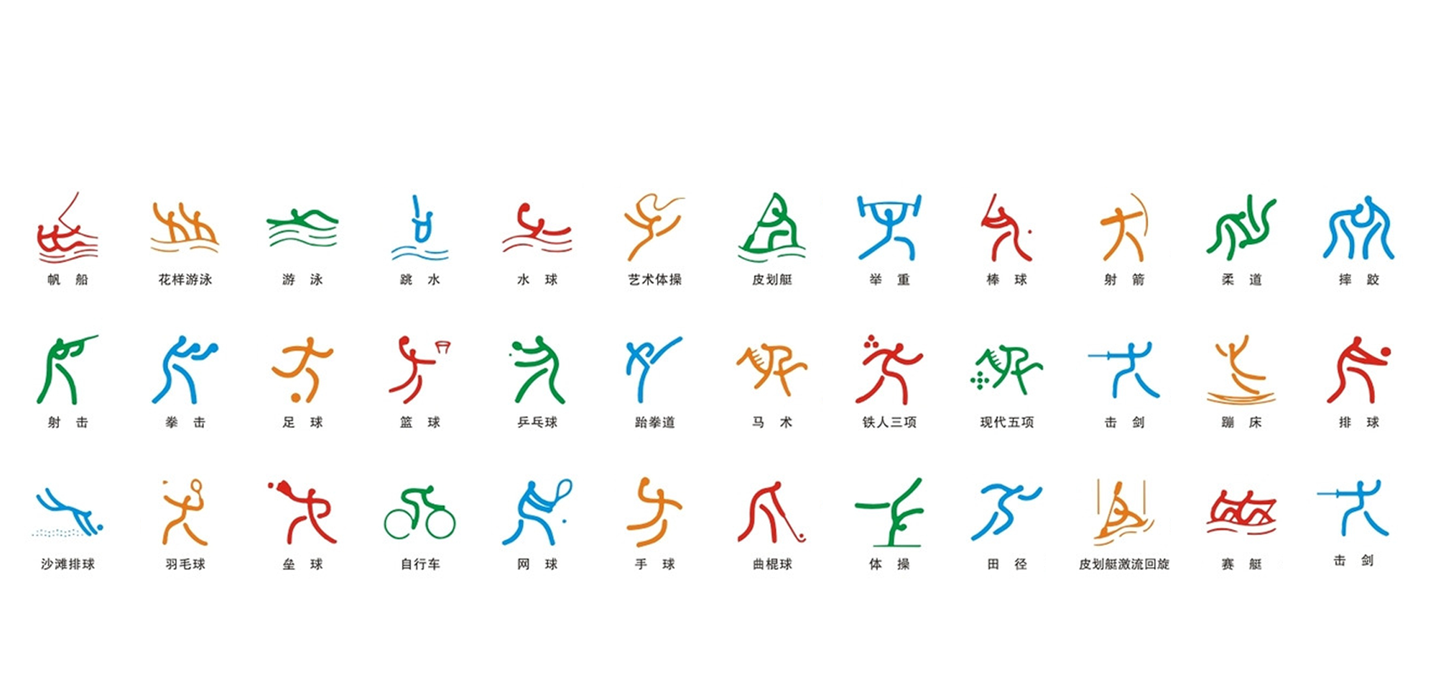 帆 船 花样游泳 游 泳 跳 水 水 球 艺术体操 皮划艇 举 重 棒 球 射 箭 柔 道 摔 跤
射 击 拳 击 足 球 篮 球 乒乓球 跆拳道 马 术 铁人三项 现代五项 击 剑 蹦 床 排 球
沙滩排球 羽毛球 垒 球 自行车 网 球 手 球 曲棍球 体 操 田 径 皮划艇激流回旋 赛 艇 击 剑